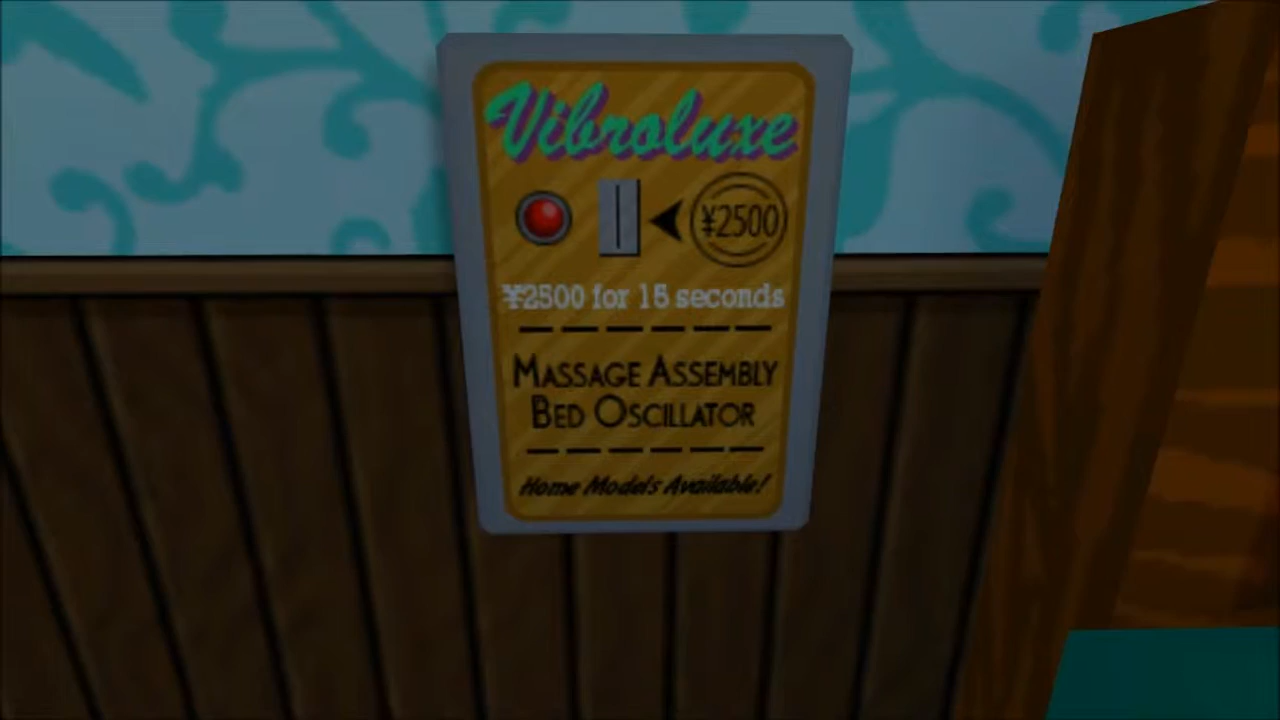 Vibroluxe
¥2500
¥2500 for 15 seconds
MASSAGE ASSEMBLY
BED OSCILLATOR
Home Models Available!